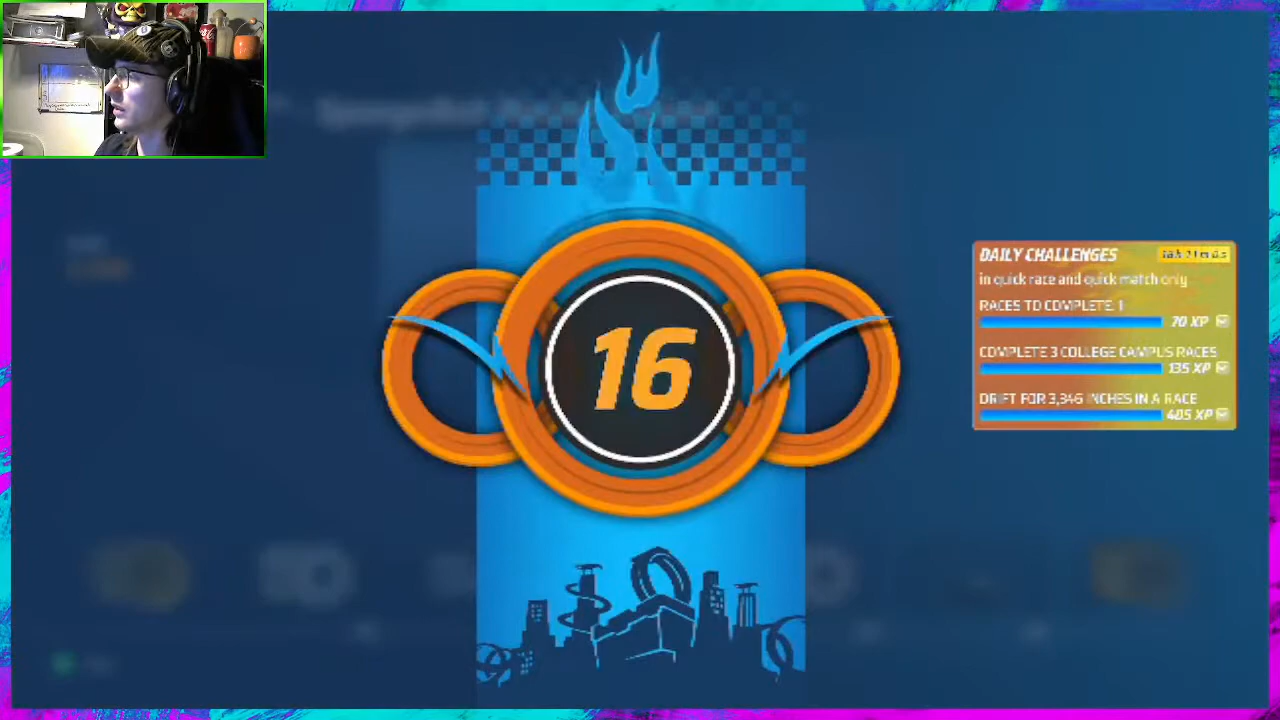 16
DAILY CHALLENGES
in quick race and quick match only
RACES TO COMPLETE: 1
70 XP
COMPLETE 3 COLLEGE CAMPUS RACES
135 XP
DRIFT FOR 3,346 INCHES IN A RACE
405 XP